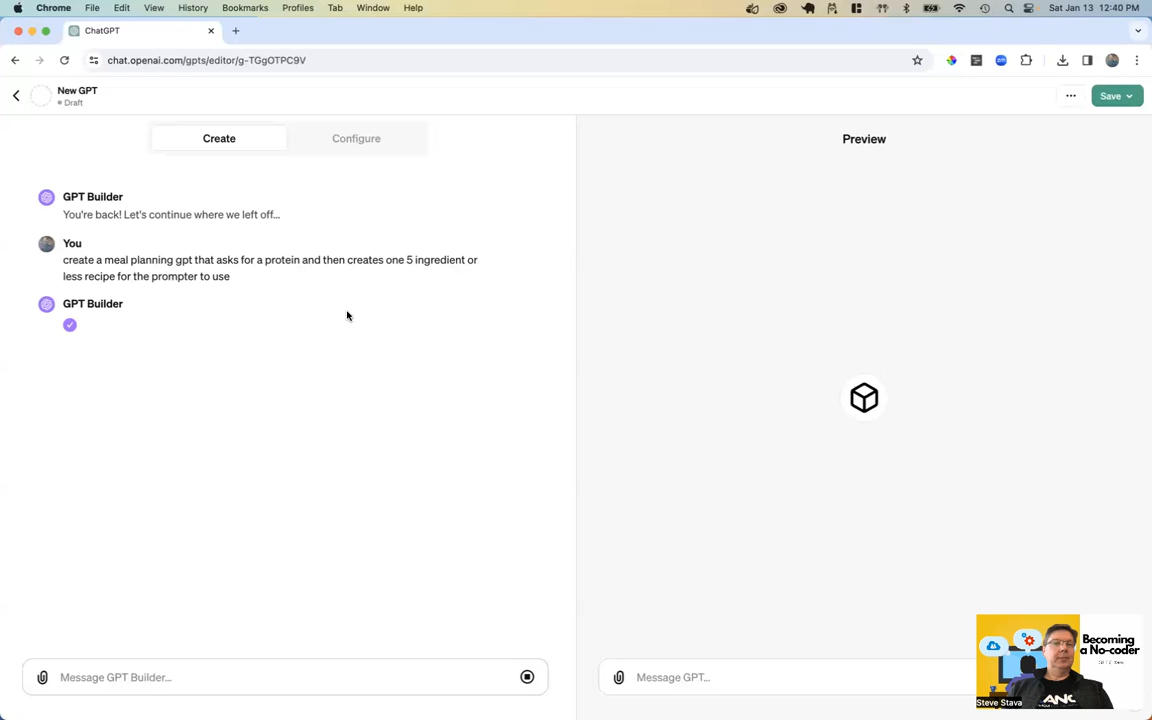 Chrome File Edit View History Bookmarks Profiles Tab Window Help Sat Jan 13 12:40 PM
ChatGPT
chat.openai.com/gpts/editor/g-TGgOTPC9V
New GPT
Draft
Save
Create Configure
Preview
GPT Builder
You're back! Let's continue where we left off...
You
create a meal planning gpt that asks for a protein and then creates one 5 ingredient or
less recipe for the prompter to use
GPT Builder
Message GPT Builder...
Message GPT...
Becoming
a No-coder
Steve Stava